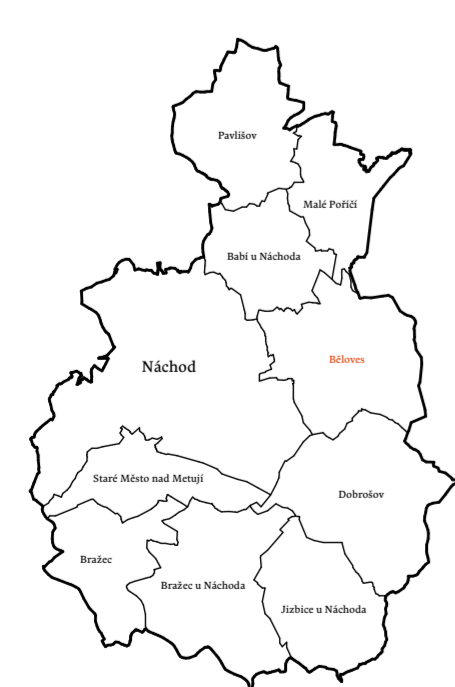 Pavlišov
Malé Poříčí
Babí u Náchoda
Náchod
Běloves
Staré Město nad Metují
Dobrošov
Bražec
Bražec u Náchoda
Jizbice u Náchoda